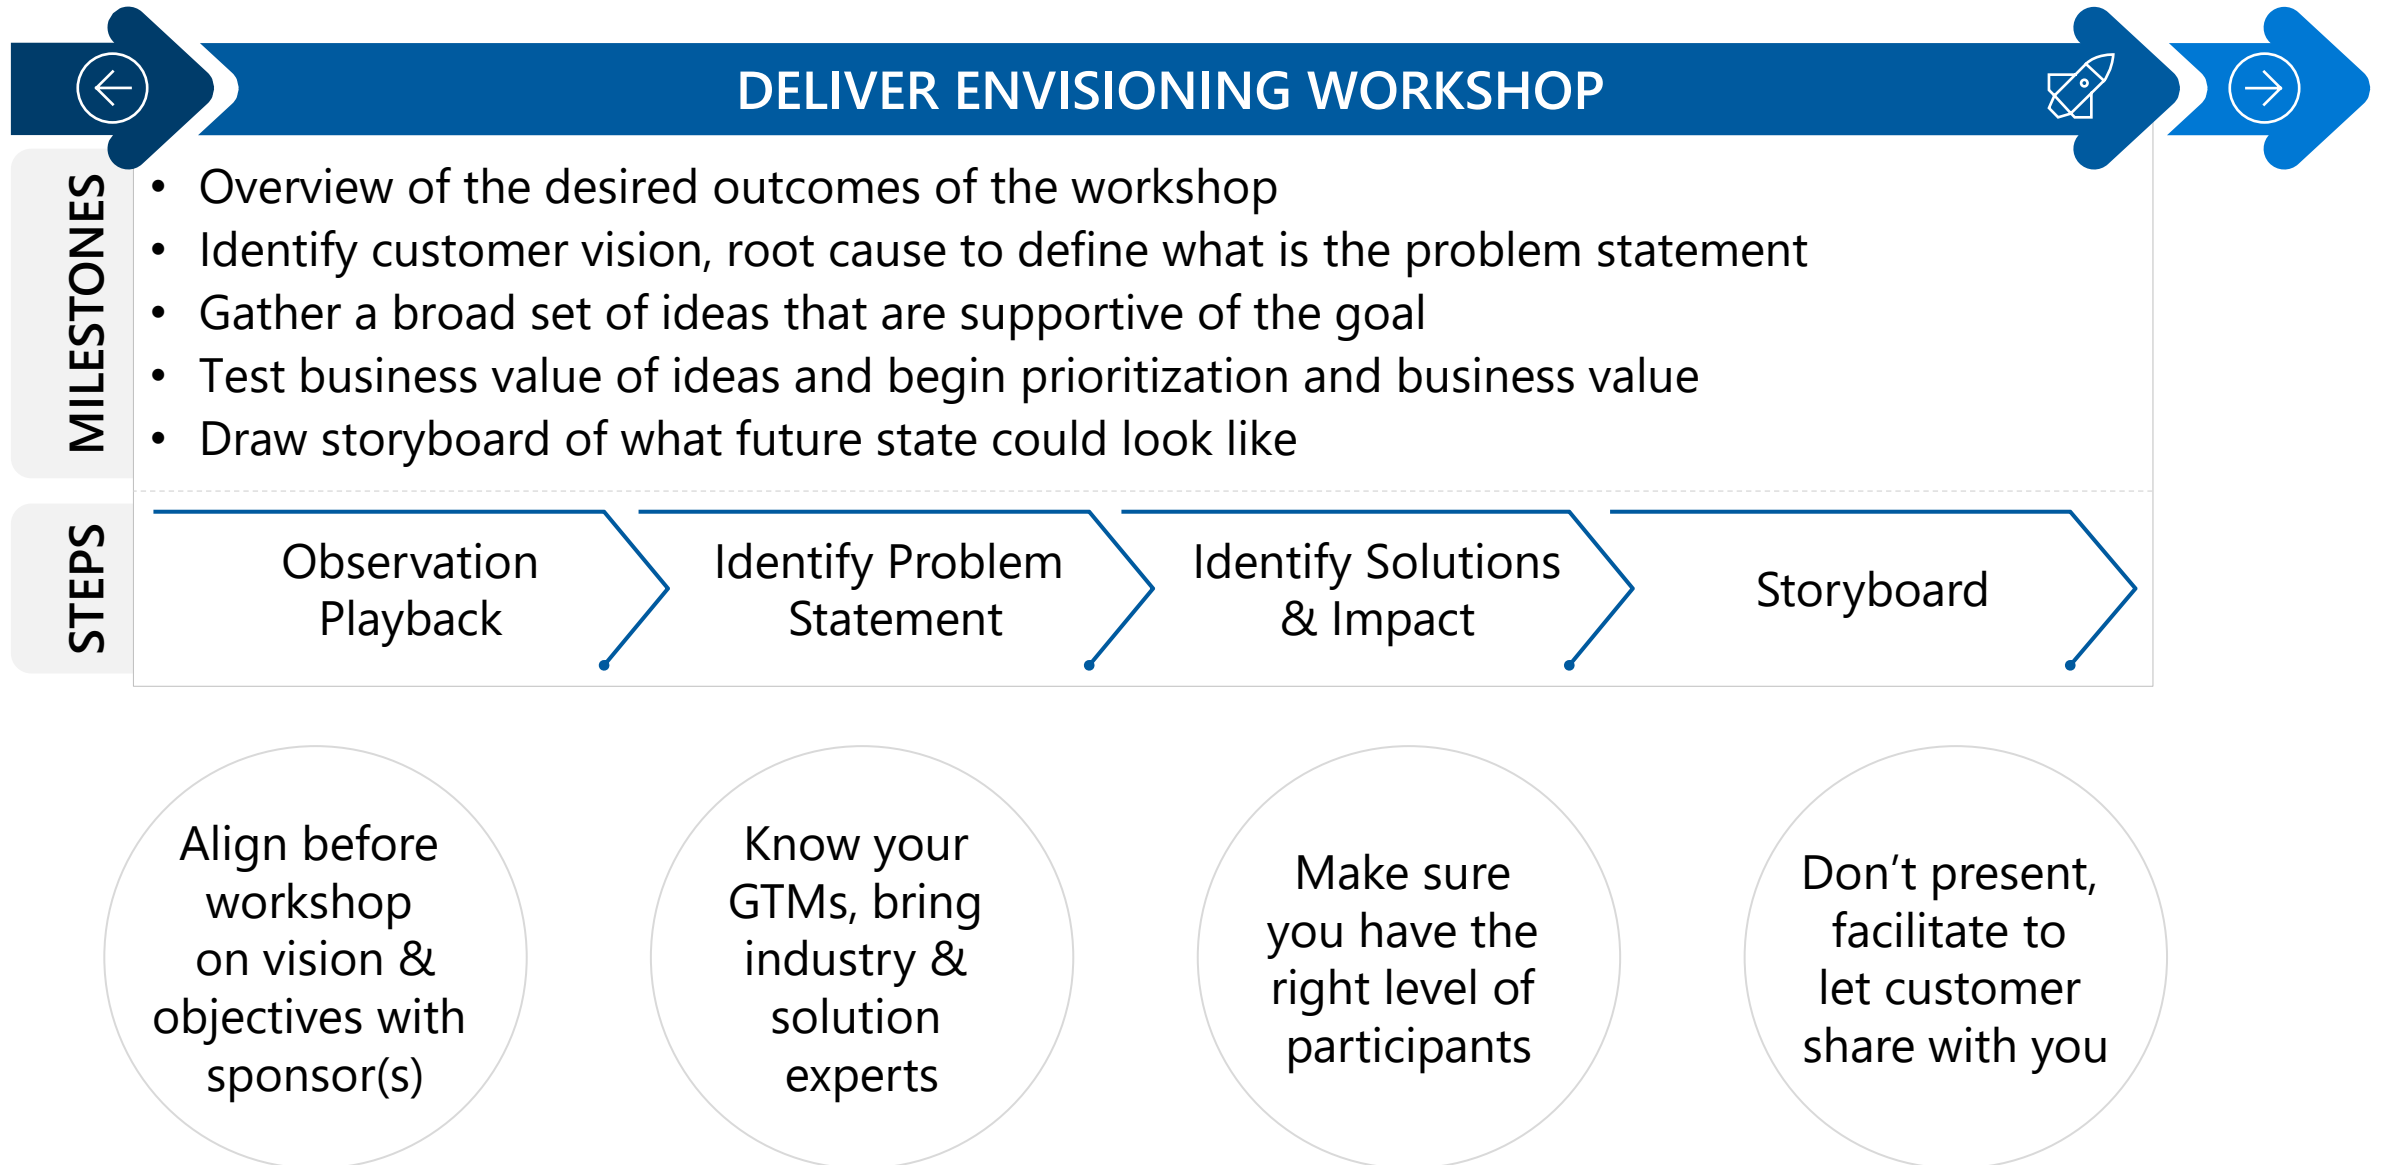 DELIVER ENVISIONING WORKSHOP
MILESTONES
• Overview of the desired outcomes of the workshop
• Identify customer vision, root cause to define what is the problem statement
• Gather a broad set of ideas that are supportive of the goal
• Test business value of ideas and begin prioritization and business value
• Draw storyboard of what future state could look like
STEPS
Observation
Playback
Identify Problem
Statement
Identify Solutions
& Impact
Storyboard
Align before
workshop
on vision &
objectives with
sponsor(s)
Know your
GTMs, bring
industry &
solution
experts
Make sure
you have the
right level of
participants
Don’t present,
facilitate to
let customer
share with you